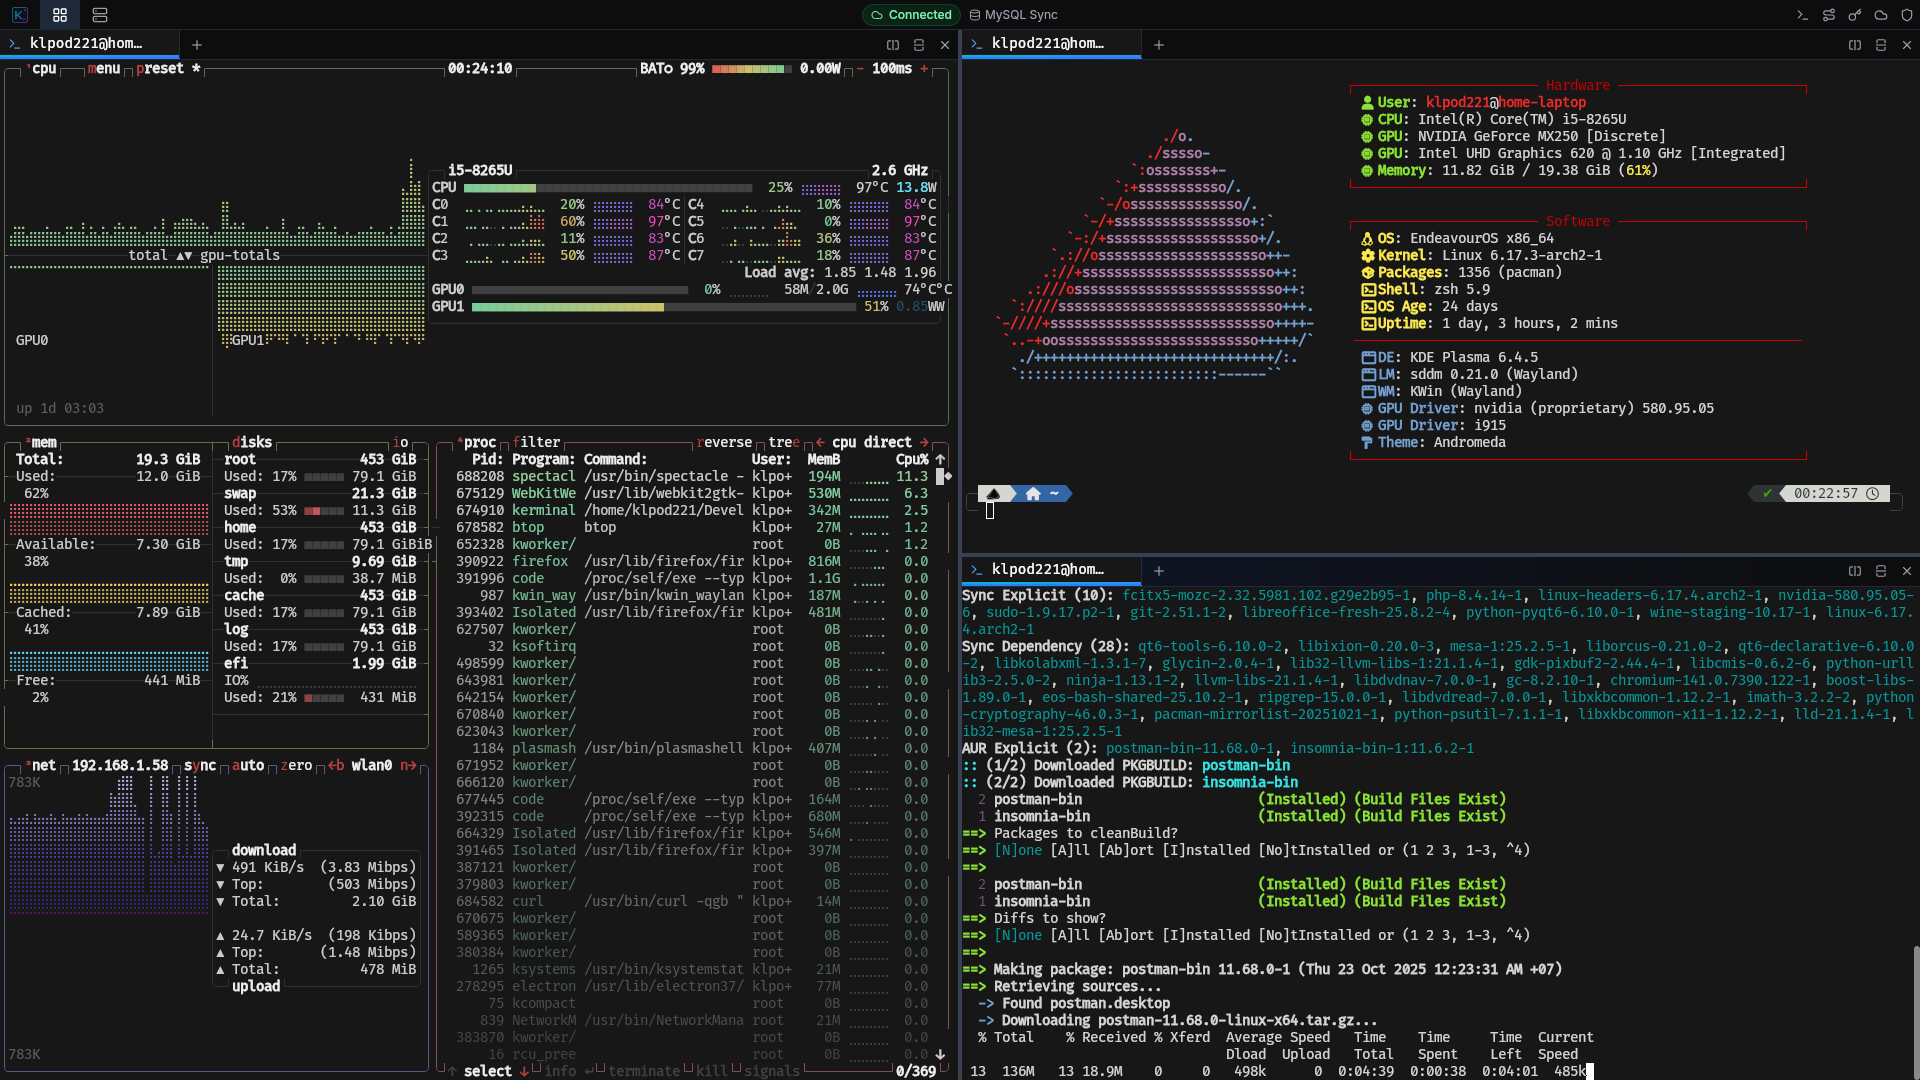 Connected
MySQL Sync
klpod221@hom...
cpu menu preset * 00:24:10 BAT○ 99% 0.00W - 100ms +
i5-8265U 2.6 GHz
CPU 25% 97°C 13.8W
C0 20% 84°C C4 10% 84°C
C1 60% 97°C C5 0% 97°C
C2 11% 83°C C6 36% 83°C
C3 50% 87°C C7 18% 87°C
total ▲▼ gpu-totals
Load avg: 1.85 1.48 1.96
GPU0 0% 58M/2.0G 74°C°C
GPU1 51% 0.85WW
GPU0 GPU1
up 1d 03:03
mem
Total: 19.3 GiB
Used: 12.0 GiB
62%
Available: 7.30 GiB
38%
Cached: 7.89 GiB
41%
Free: 441 MiB
2%
disks io
root 453 GiB
Used: 17% 79.1 GiB
swap 21.3 GiB
Used: 53% 11.3 GiB
home 453 GiB
Used: 17% 79.1 GiBiB
tmp 9.69 GiB
Used: 0% 38.7 MiB
cache 453 GiB
Used: 17% 79.1 GiB
log 453 GiB
Used: 17% 79.1 GiB
efi 1.99 GiB
IO%
Used: 21% 431 MiB
net 192.168.1.58 sync auto zero <b wlan0 n>
783K
download
▼ 491 KiB/s (3.83 Mibps)
▼ Top: (503 Mibps)
▼ Total: 2.10 GiB
▲ 24.7 KiB/s (198 Kibps)
▲ Top: (1.48 Mibps)
▲ Total: 478 MiB
upload
783K
proc filter reverse tree ← cpu direct →
Pid: Program: Command: User: MemB Cpu% ↑
688208 spectacl /usr/bin/spectacle - klpo+ 194M 11.3
675129 WebKitWe /usr/lib/webkit2gtk- klpo+ 530M 6.3
674910 kerminal /home/klpod221/Devel klpo+ 342M 2.5
678582 btop btop klpo+ 27M 1.2
652328 kworker/ root 0B 1.2
390922 firefox /usr/lib/firefox/fir klpo+ 816M 0.0
391996 code /proc/self/exe --typ klpo+ 1.1G 0.0
987 kwin_way /usr/bin/kwin_waylan klpo+ 187M 0.0
393402 Isolated /usr/lib/firefox/fir klpo+ 481M 0.0
627507 kworker/ root 0B 0.0
32 ksoftirq root 0B 0.0
498599 kworker/ root 0B 0.0
643981 kworker/ root 0B 0.0
642154 kworker/ root 0B 0.0
670840 kworker/ root 0B 0.0
623043 kworker/ root 0B 0.0
1184 plasmash /usr/bin/plasmashell klpo+ 407M 0.0
671952 kworker/ root 0B 0.0
666120 kworker/ root 0B 0.0
677445 code /proc/self/exe --typ klpo+ 164M 0.0
392315 code /proc/self/exe --typ klpo+ 680M 0.0
664329 Isolated /usr/lib/firefox/fir klpo+ 546M 0.0
391465 Isolated /usr/lib/firefox/fir klpo+ 397M 0.0
387121 kworker/ root 0B 0.0
379803 kworker/ root 0B 0.0
684582 curl /usr/bin/curl -qgb " klpo+ 14M 0.0
670675 kworker/ root 0B 0.0
589365 kworker/ root 0B 0.0
380384 kworker/ root 0B 0.0
1265 ksystems /usr/bin/ksystemstat klpo+ 21M 0.0
278295 electron /usr/lib/electron37/ klpo+ 77M 0.0
75 kcompact root 0B 0.0
839 NetworkM /usr/bin/NetworkMana root 21M 0.0
383870 kworker/ root 0B 0.0
16 rcu_pree root 0B 0.0 ↓
↑ select ↓ info ↵ terminate kill signals 0/369
klpod221@hom...
Hardware
User: klpod221@home-laptop
CPU: Intel(R) Core(TM) i5-8265U
GPU: NVIDIA GeForce MX250 [Discrete]
GPU: Intel UHD Graphics 620 @ 1.10 GHz [Integrated]
Memory: 11.82 GiB / 19.38 GiB (61%)
Software
OS: EndeavourOS x86_64
Kernel: Linux 6.17.3-arch2-1
Packages: 1356 (pacman)
Shell: zsh 5.9
OS Age: 24 days
Uptime: 1 day, 3 hours, 2 mins
DE: KDE Plasma 6.4.5
LM: sddm 0.21.0 (Wayland)
WM: KWin (Wayland)
GPU Driver: nvidia (proprietary) 580.95.05
GPU Driver: i915
Theme: Andromeda
~ ✔ 00:22:57
klpod221@hom...
Sync Explicit (10): fcitx5-mozc-2.32.5981.102.g29e2b95-1, php-8.4.14-1, linux-headers-6.17.4.arch2-1, nvidia-580.95.05-
6, sudo-1.9.17.p2-1, git-2.51.1-2, libreoffice-fresh-25.8.2-4, python-pyqt6-6.10.0-1, wine-staging-10.17-1, linux-6.17.
4.arch2-1
Sync Dependency (28): qt6-tools-6.10.0-2, libixion-0.20.0-3, mesa-1:25.2.5-1, liborcus-0.21.0-2, qt6-declarative-6.10.0
-2, libkolabxml-1.3.1-7, glycin-2.0.4-1, lib32-llvm-libs-1:21.1.4-1, gdk-pixbuf2-2.44.4-1, libcmis-0.6.2-6, python-urll
ib3-2.5.0-2, ninja-1.13.1-2, llvm-libs-21.1.4-1, libdvdnav-7.0.0-1, gc-8.2.10-1, chromium-141.0.7390.122-1, boost-libs-
1.89.0-1, eos-bash-shared-25.10.2-1, ripgrep-15.0.0-1, libdvdread-7.0.0-1, libxkbcommon-1.12.2-1, imath-3.2.2-2, python
-cryptography-46.0.3-1, pacman-mirrorlist-20251021-1, python-psutil-7.1.1-1, libxkbcommon-x11-1.12.2-1, lld-21.1.4-1, l
ib32-mesa-1:25.2.5-1
AUR Explicit (2): postman-bin-11.68.0-1, insomnia-bin-1:11.6.2-1
:: (1/2) Downloaded PKGBUILD: postman-bin
:: (2/2) Downloaded PKGBUILD: insomnia-bin
2 postman-bin (Installed) (Build Files Exist)
1 insomnia-bin (Installed) (Build Files Exist)
==> Packages to cleanBuild?
==> [N]one [A]ll [Ab]ort [I]nstalled [No]tInstalled or (1 2 3, 1-3, ^4)
==>
2 postman-bin (Installed) (Build Files Exist)
1 insomnia-bin (Installed) (Build Files Exist)
==> Diffs to show?
==> [N]one [A]ll [Ab]ort [I]nstalled [No]tInstalled or (1 2 3, 1-3, ^4)
==>
==> Making package: postman-bin 11.68.0-1 (Thu 23 Oct 2025 12:23:31 AM +07)
==> Retrieving sources...
-> Found postman.desktop
-> Downloading postman-11.68.0-linux-x64.tar.gz...
% Total % Received % Xferd Average Speed Time Time Time Current
Dload Upload Total Spent Left Speed
13 136M 13 18.9M 0 0 498k 0 0:04:39 0:00:38 0:04:01 485k